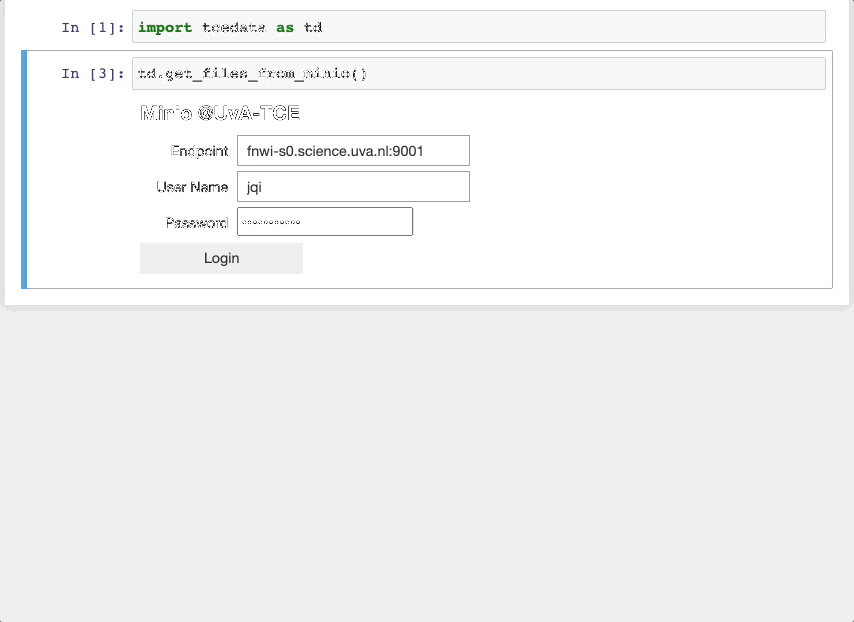 In [1]: import tcedata as td
In [3]: td.get_files_from_minio()
Minio @UvA-TCE
Endpoint fnwi-s0.science.uva.nl:9001
User Name jqi
Password
Login